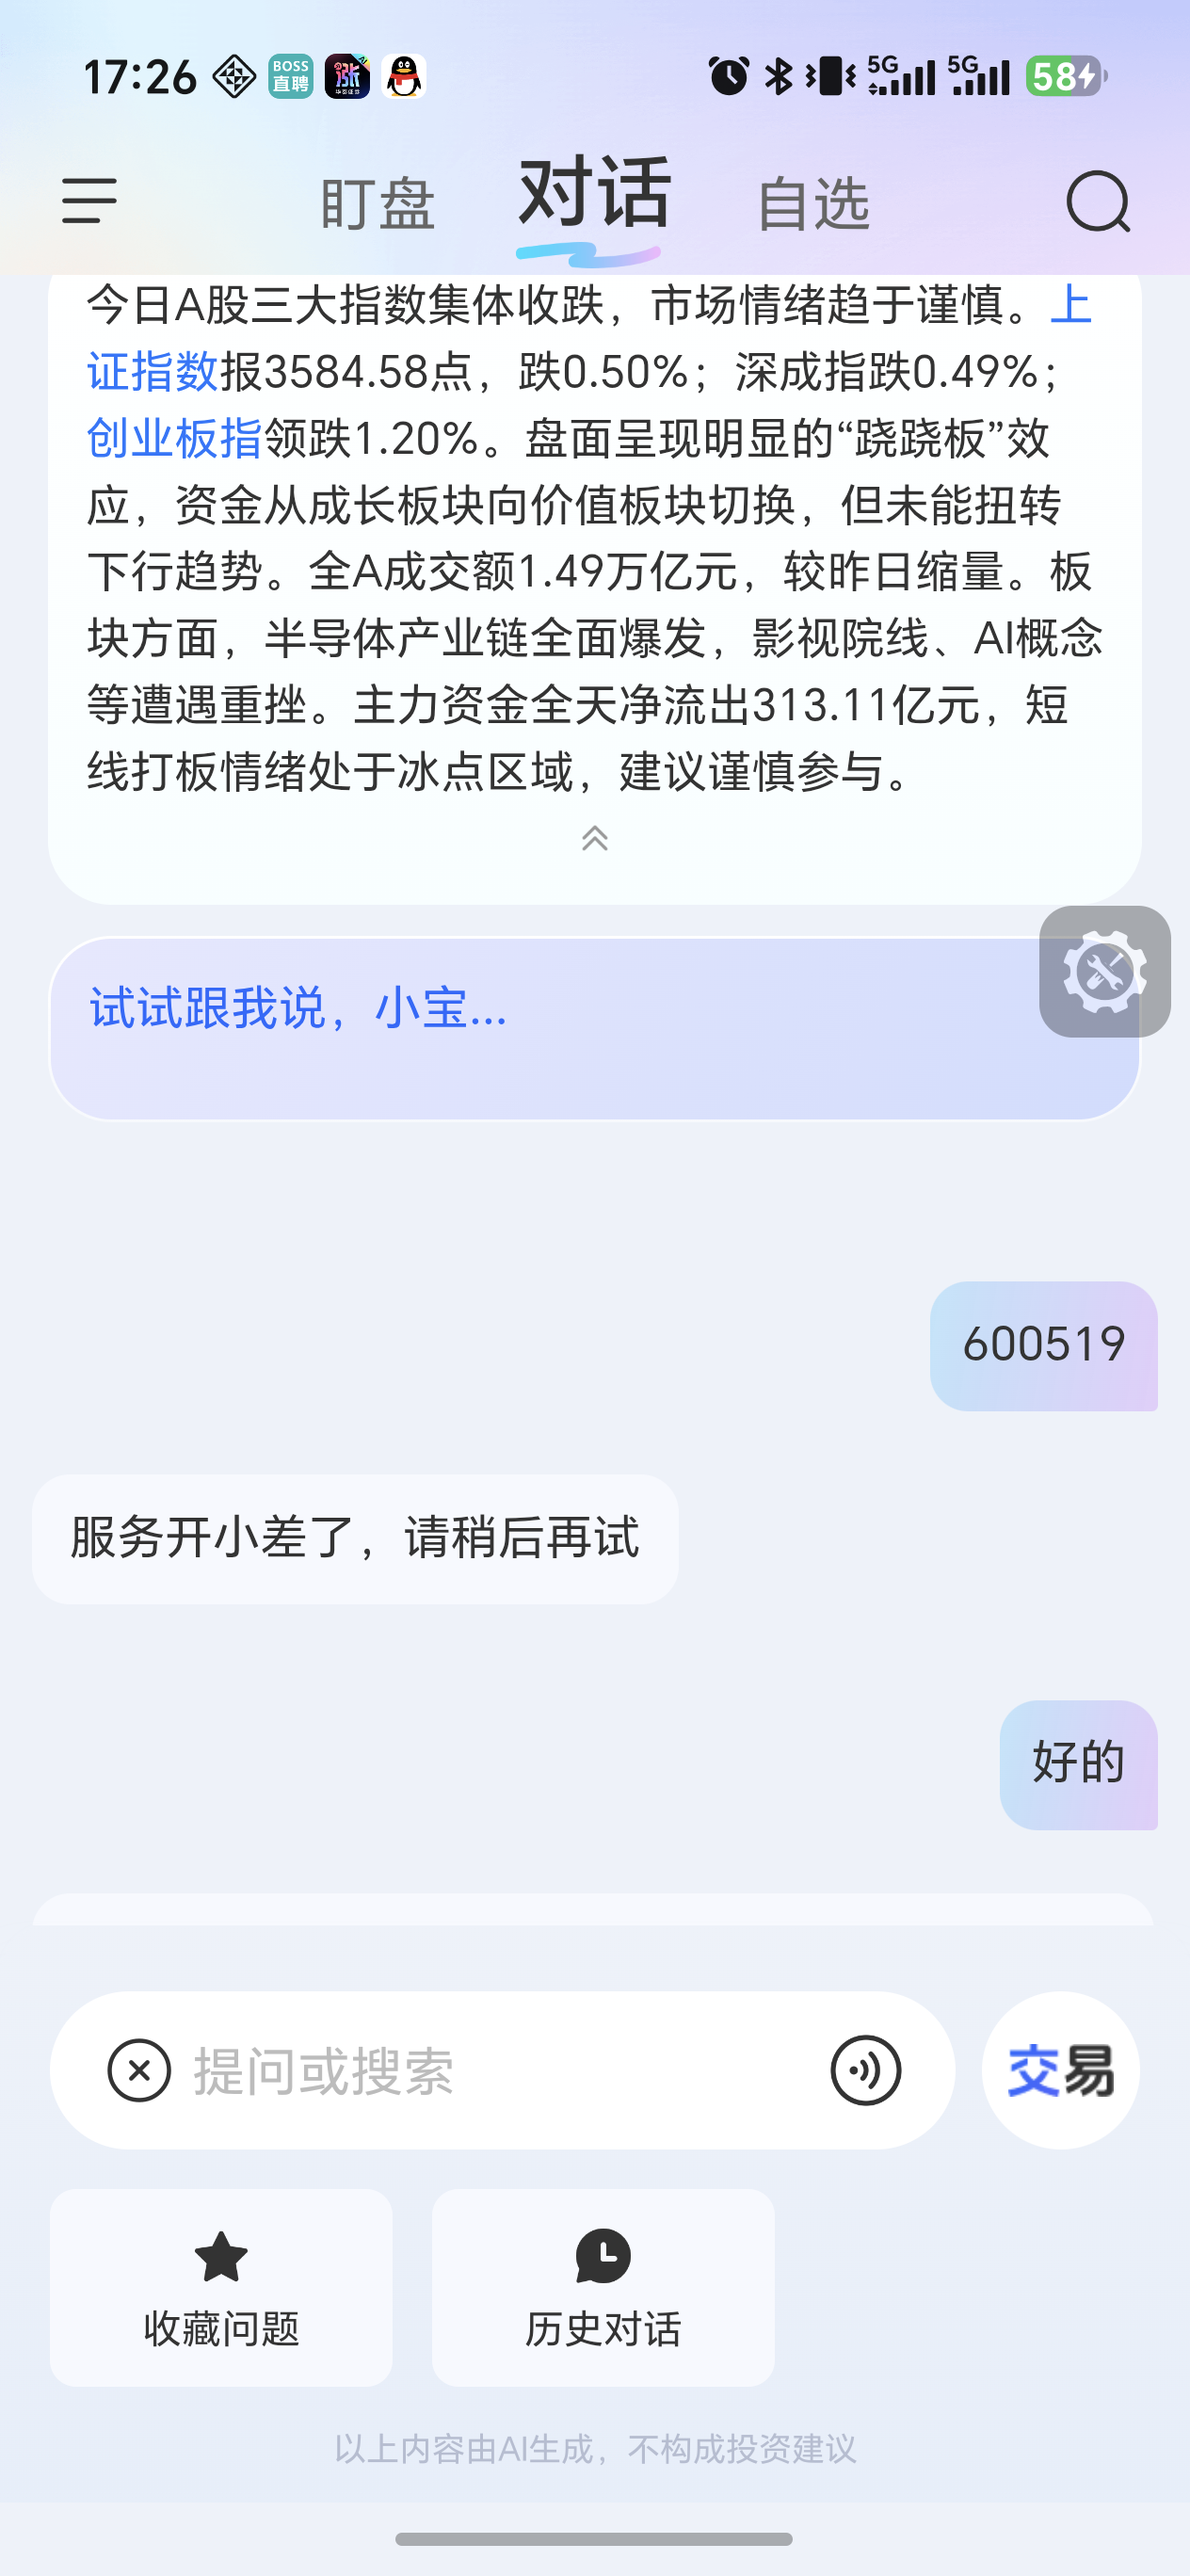 17:26 BOSS 直聘 涨 5G 5G 58
盯盘 对话 自选
今日A股三大指数集体收跌，市场情绪趋于谨慎。上
证指数报3584.58点，跌0.50%；深成指跌0.49%；
创业板指领跌1.20%。盘面呈现明显的“跷跷板”效
应，资金从成长板块向价值板块切换，但未能扭转
下行趋势。全A成交额1.49万亿元，较昨日缩量。板
块方面，半导体产业链全面爆发，影视院线、AI概念
等遭遇重挫。主力资金全天净流出313.11亿元，短
线打板情绪处于冰点区域，建议谨慎参与。
试试跟我说，小宝...
600519
服务开小差了，请稍后再试
好的
提问或搜索
交易
收藏问题 历史对话
以上内容由AI生成，不构成投资建议